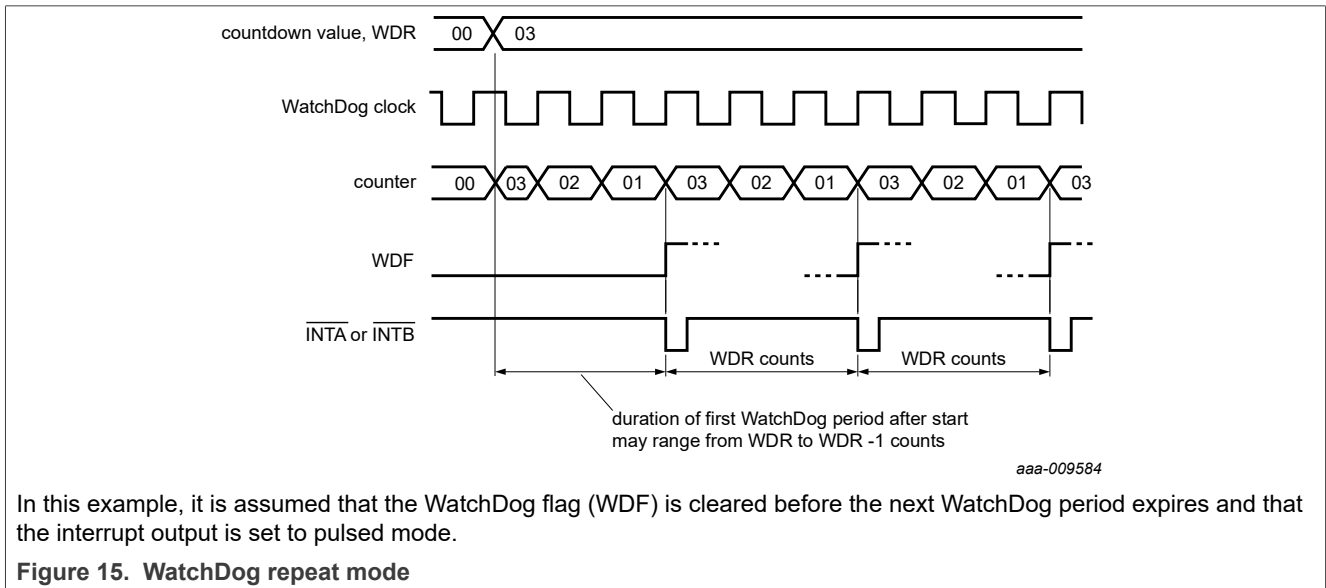 countdown value, WDR 00 03
WatchDog clock
counter 00 03 02 01 03 02 01 03 02 01 03
WDF
INTA or INTB
WDR counts WDR counts
duration of first WatchDog period after start
may range from WDR to WDR -1 counts
aaa-009584
In this example, it is assumed that the WatchDog flag (WDF) is cleared before the next WatchDog period expires and that
the interrupt output is set to pulsed mode.
Figure 15. WatchDog repeat mode